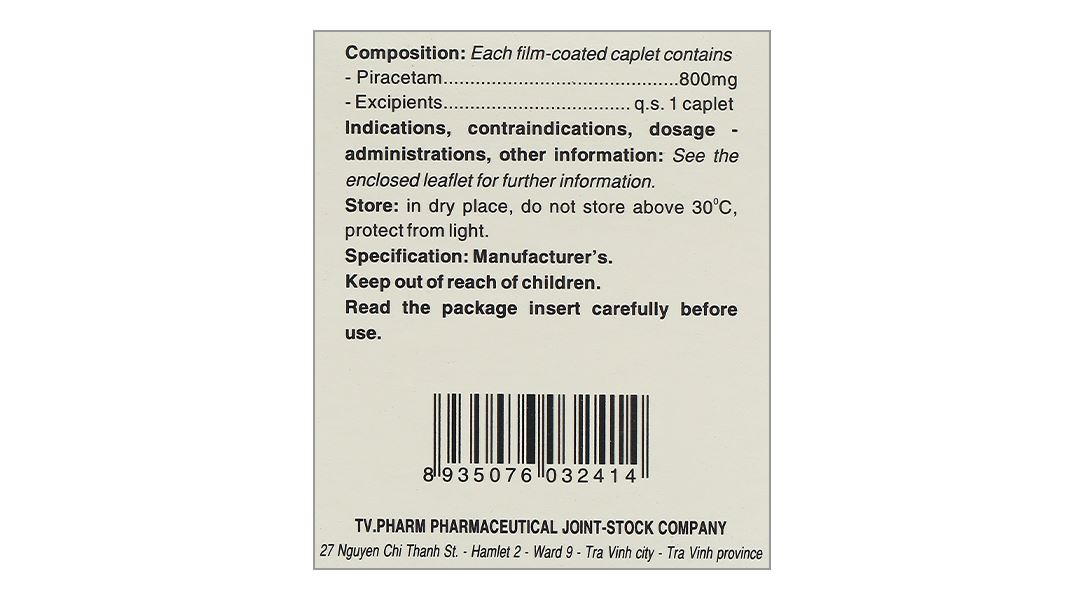 Composition: Each film-coated caplet contains
- Piracetam.........................................800mg
- Excipients................................. q.s. 1 caplet
Indications, contraindications, dosage -
administrations, other information: See the
enclosed leaflet for further information.
Store: in dry place, do not store above 30°C,
protect from light.
Specification: Manufacturer's.
Keep out of reach of children.
Read the package insert carefully before
use.
8 935076 032414
TV.PHARM PHARMACEUTICAL JOINT-STOCK COMPANY
27 Nguyen Chi Thanh St. - Hamlet 2 - Ward 9 - Tra Vinh city - Tra Vinh province